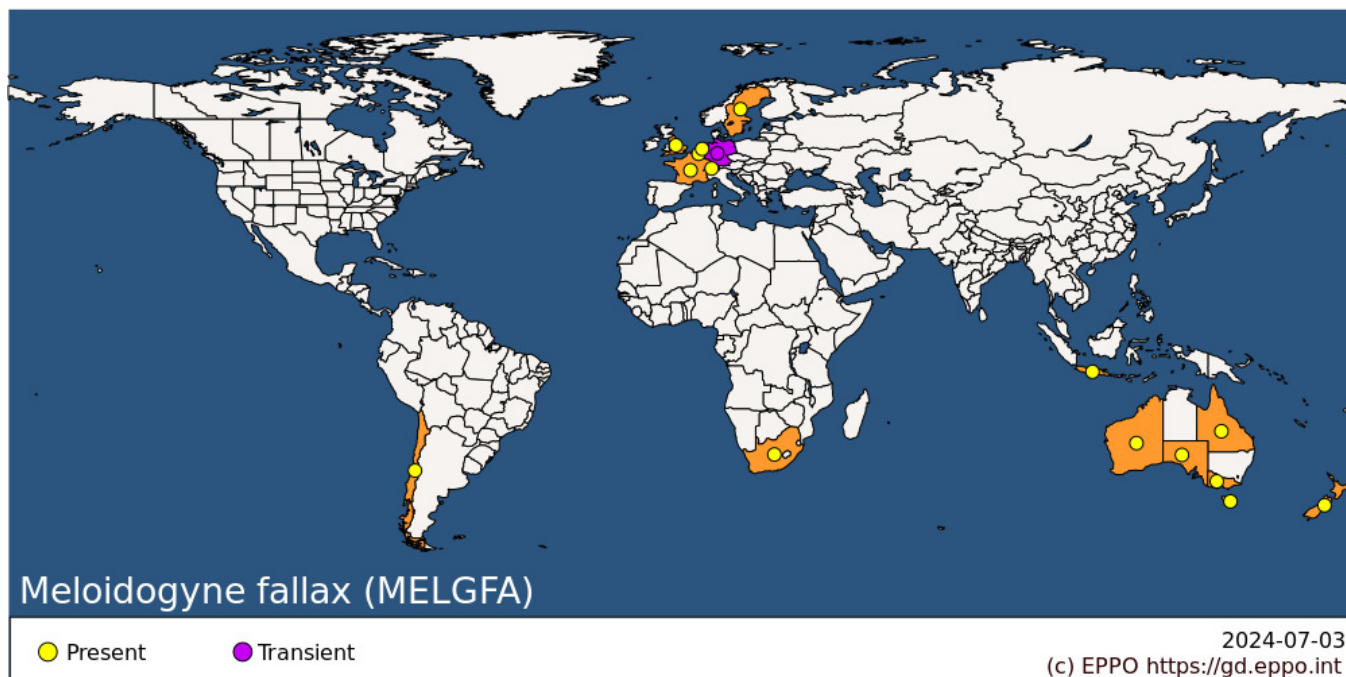 Meloidogyne fallax (MELGFA)
Present
Transient
2024-07-03
(c) EPPO https://gd.eppo.int